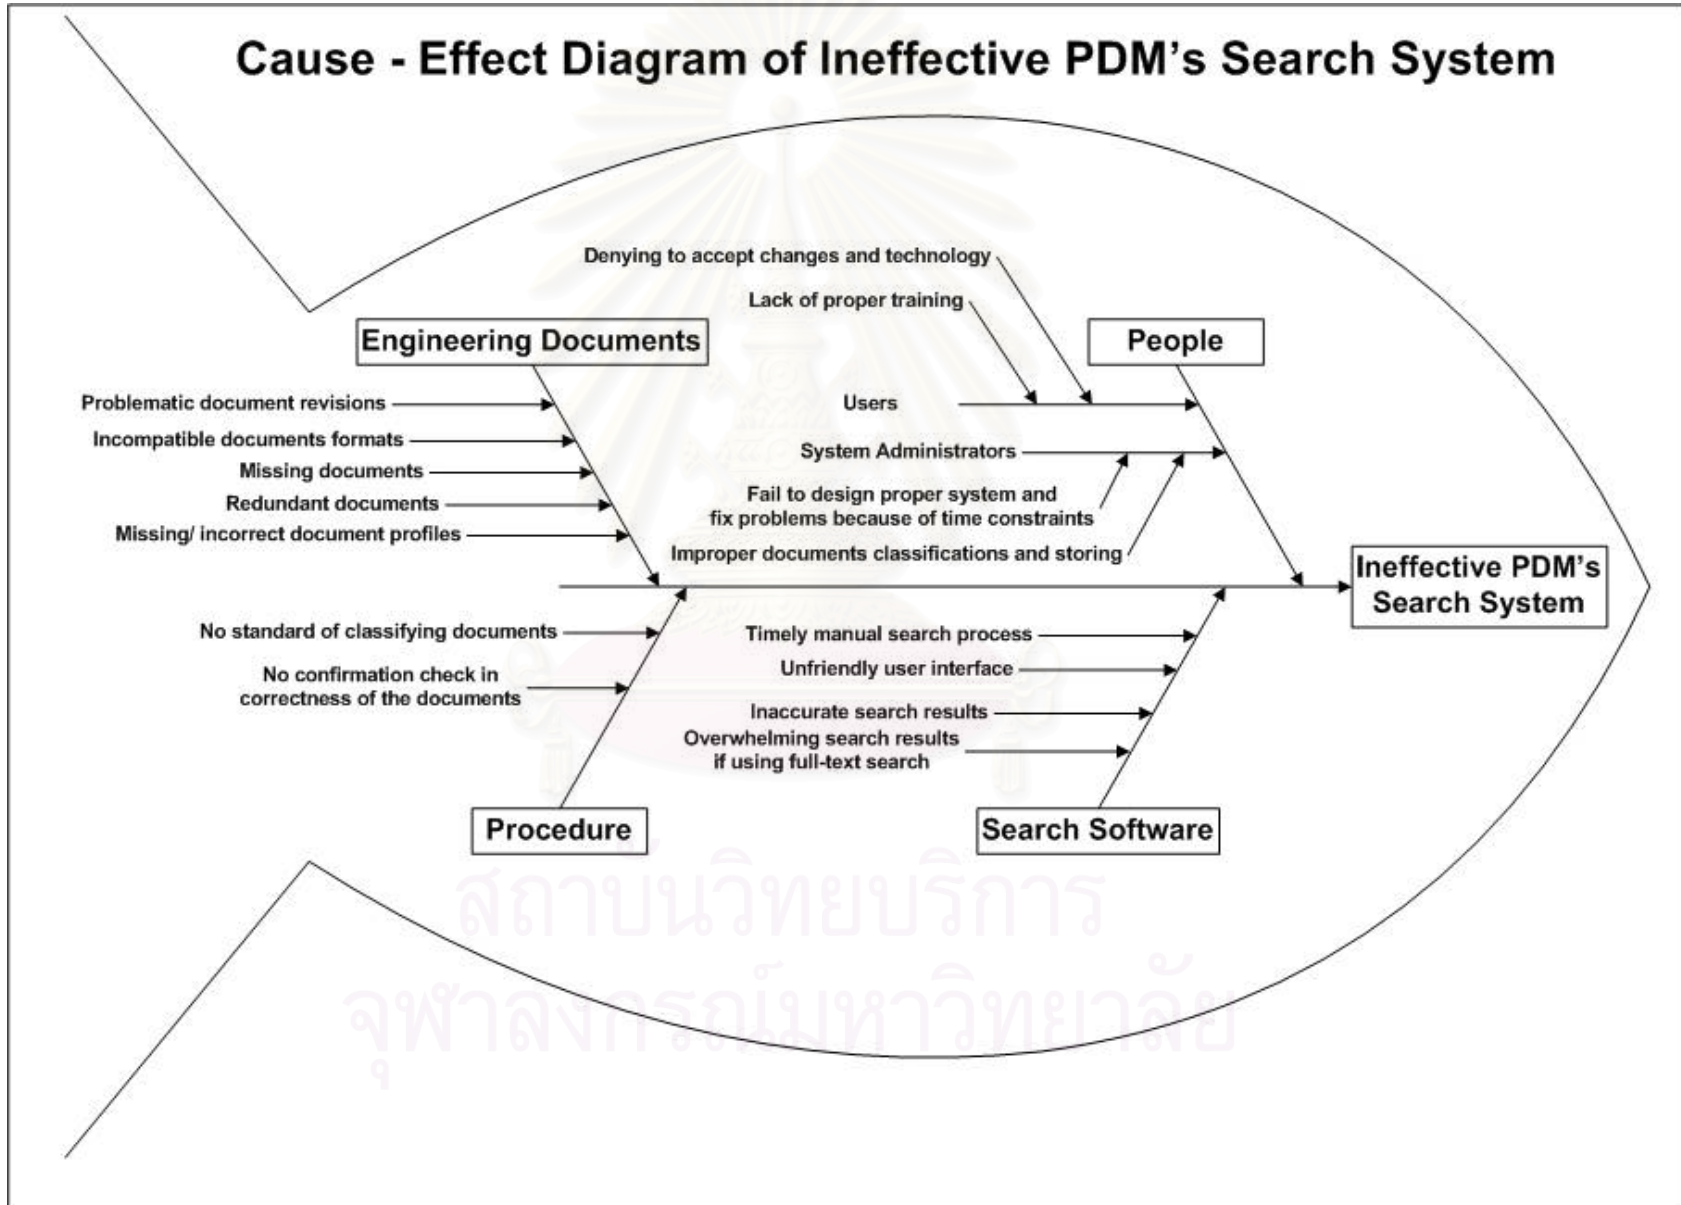 Cause - Effect Diagram of Ineffective PDM's Search System
Denying to accept changes and technology
Lack of proper training
Engineering Documents
People
Problematic document revisions
Users
Incompatible documents formats
System Administrators
Missing documents
Redundant documents
Fail to design proper system and
fix problems because of time constraints
Missing/ incorrect document profiles
Improper documents classifications and storing
Ineffective PDM's
Search System
No standard of classifying documents
Timely manual search process
No confirmation check in
correctness of the documents
Unfriendly user interface
Inaccurate search results
Overwhelming search results
if using full-text search
Procedure
Search Software
สถาบันวิทยบริการ
จุฬาลงกรณ์มหาวิทยาลัย